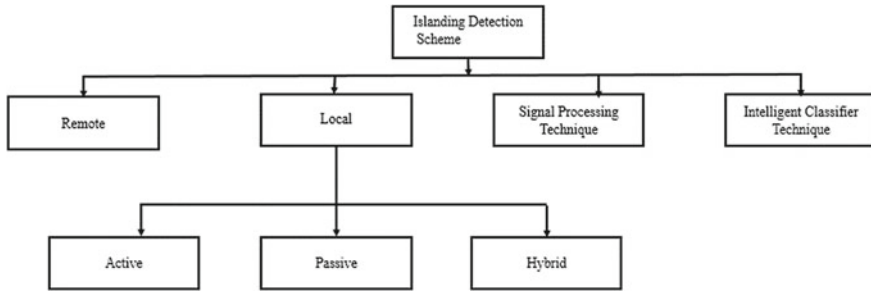 Islanding Detection
Scheme
Remote
Local
Signal Processing
Technique
Intelligent Classifier
Technique
Active
Passive
Hybrid